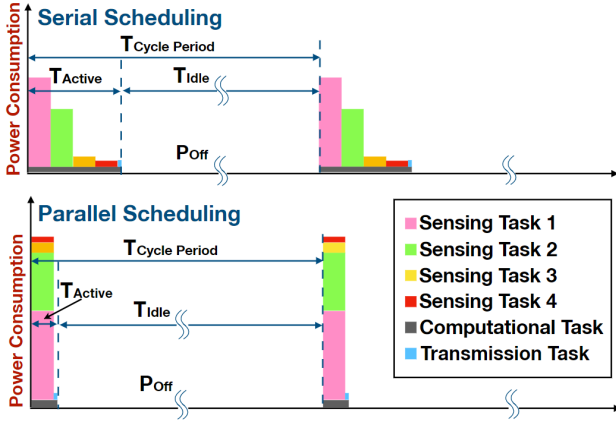 Serial Scheduling
Power Consumption
TCycle Period
TActive
TIdle
POff
Parallel Scheduling
Power Consumption
TCycle Period
TActive
TIdle
POff
Sensing Task 1
Sensing Task 2
Sensing Task 3
Sensing Task 4
Computational Task
Transmission Task